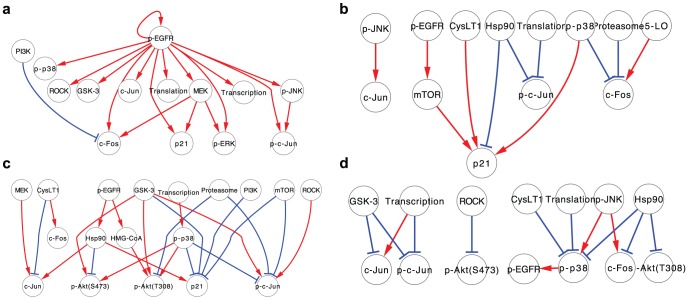 a
p-EGFR
PI3K
p-p38
ROCK GSK-3 c-Jun Translation MEK Transcription p-JNK
c-Fos p21 p-ERK p-c-Jun
b
p-JNK p-EGFR CysLT1 Hsp90 Translation p-p38 Proteasome 5-LO
c-Jun mTOR p-c-Jun c-Fos
p21
c
MEK CysLT1 p-EGFR GSK-3 Transcription Proteasome PI3K mTOR ROCK
c-Fos Hsp90 HMG-CoA p-p38
c-Jun p-Akt(S473) p-Akt(T308) p21 p-c-Jun
d
GSK-3 Transcription ROCK CysLT1 Translation p-JNK Hsp90
c-Jun p-c-Jun p-Akt(S473) p-EGFR p-p38 c-Fos p-Akt(T308)